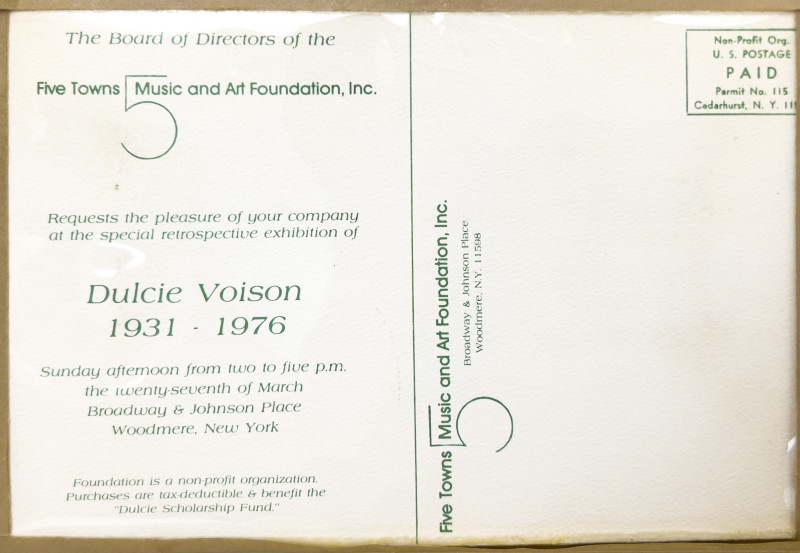 The Board of Directors of the
Five Towns 5 Music and Art Foundation, Inc.
Requests the pleasure of your company
at the special retrospective exhibition of
Dulcie Voison
1931 - 1976
Sunday afternoon from two to five p.m.
the twenty-seventh of March
Broadway & Johnson Place
Woodmere, New York
Foundation is a non-profit organization.
Purchases are tax-deductible & benefit the
"Dulcie Scholarship Fund."
Five Towns 5 Music and Art Foundation, Inc.
Broadway & Johnson Place
Woodmere, N.Y. 11598
Non-Profit Org.
U. S. POSTAGE
PAID
Permit No. 115
Cedarhurst, N. Y.